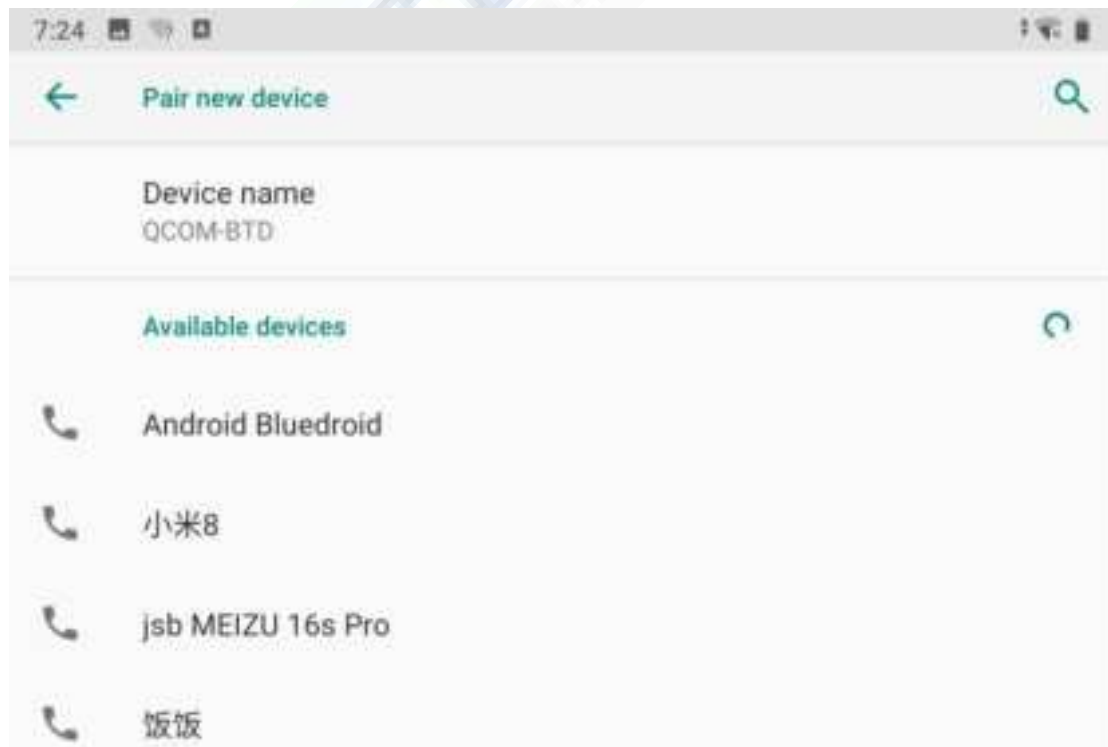 7:24
Pair new device
Device name
QCOM-BTD
Available devices
Android Bluedroid
小米8
jsb MEIZU 16s Pro
饭饭